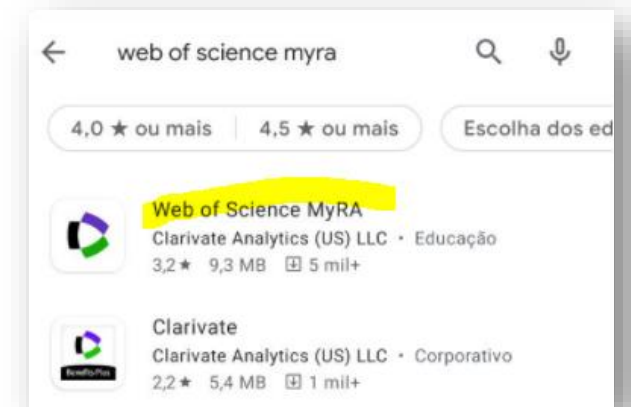 web of science myra
4,0 ★ ou mais 4,5 ★ ou mais Escolha dos ed
Web of Science MyRA
Clarivate Analytics (US) LLC • Educação
3,2 ★ 9,3 MB 5 mil+
Clarivate
Clarivate Analytics (US) LLC • Corporativo
Benefits Plus
2,2 ★ 5,4 MB 1 mil+